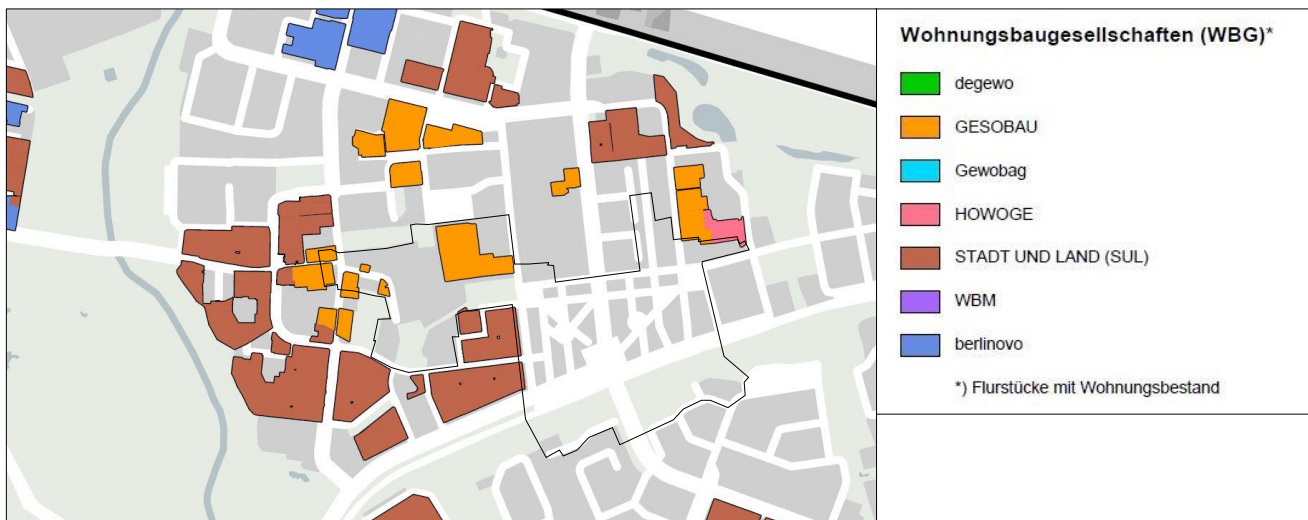 Wohnungsbaugesellschaften (WBG)*
degewo
GESOBAU
Gewobag
HOWOGE
STADT UND LAND (SUL)
WBM
berlinovo
*) Flurstücke mit Wohnungsbestand